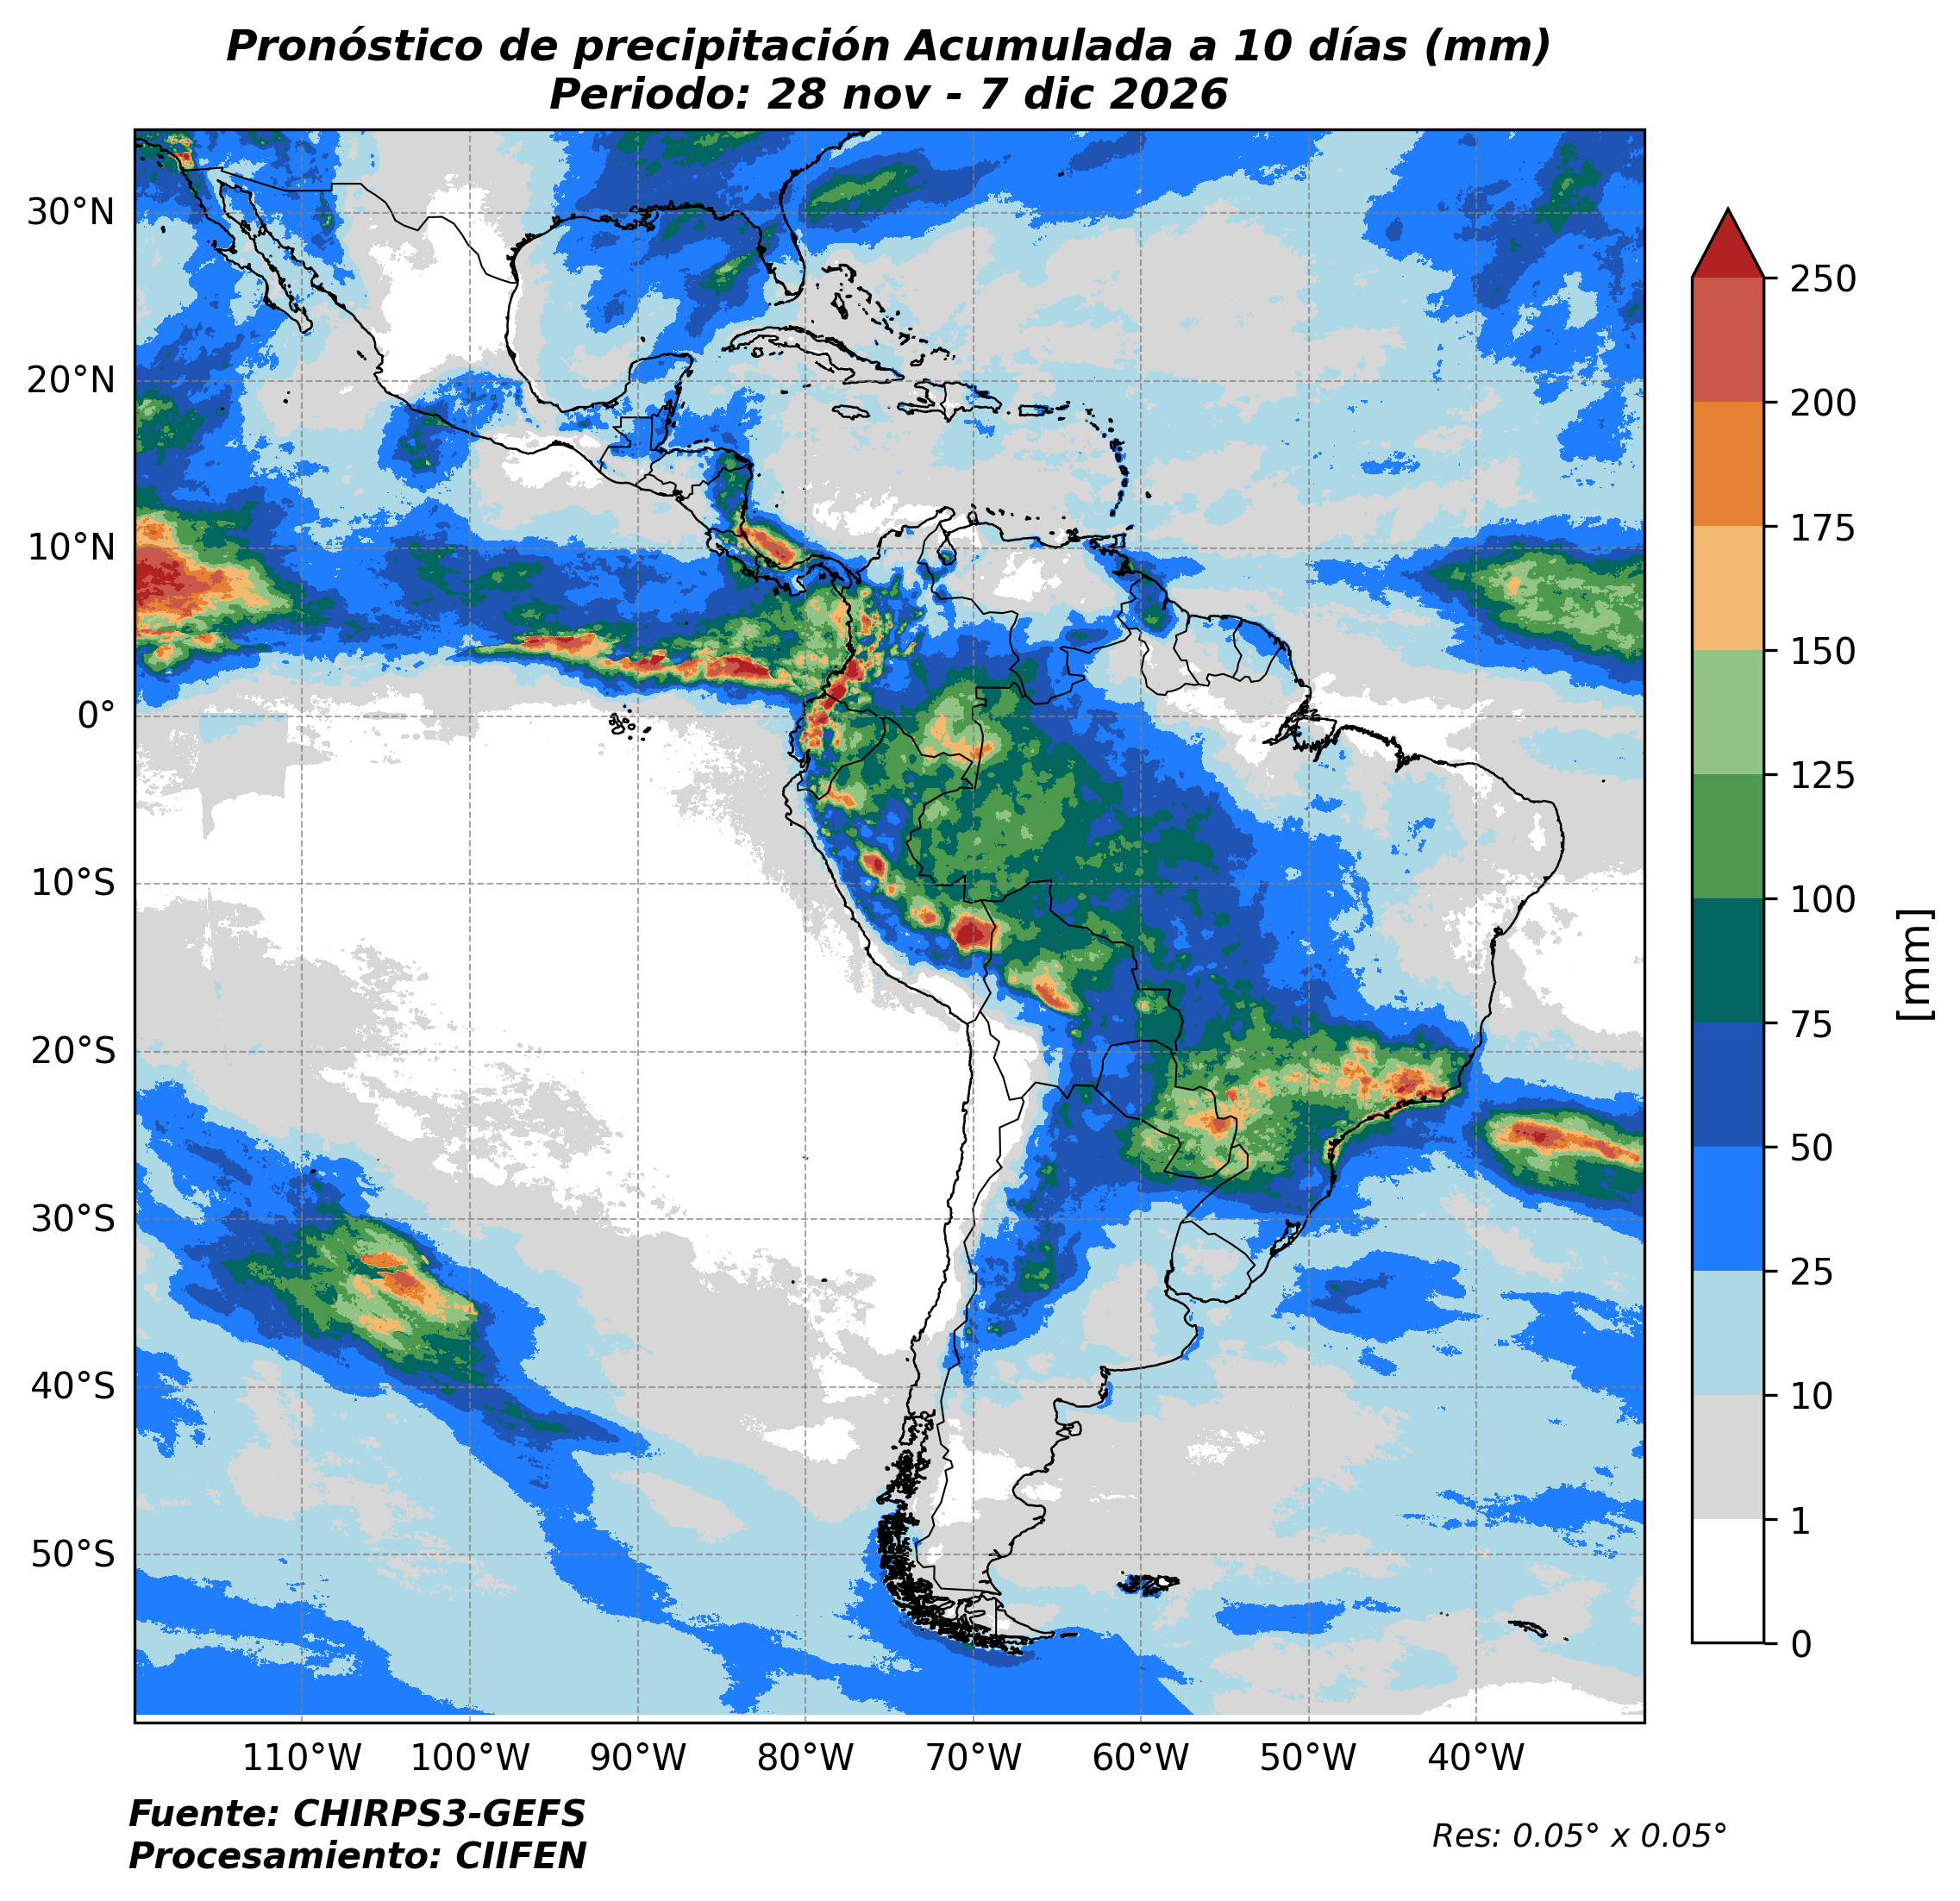 Pronóstico de precipitación Acumulada a 10 días (mm)
Periodo: 28 nov - 7 dic 2026
30°N
20°N
10°N
0°
10°S
20°S
30°S
40°S
50°S
110°W
100°W
90°W
80°W
70°W
60°W
50°W
40°W
250
200
175
150
125
100
75
50
25
10
1
0
[mm]
Fuente: CHIRPS3-GEFS
Procesamiento: CIIFEN
Res: 0.05° x 0.05°